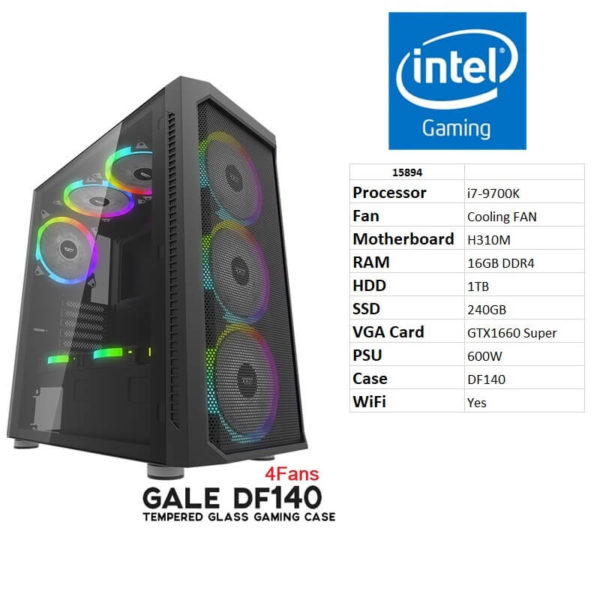 intel
Gaming
15894
Processor i7-9700K
Fan Cooling FAN
Motherboard H310M
RAM 16GB DDR4
HDD 1TB
SSD 240GB
VGA Card GTX1660 Super
PSU 600W
Case DF140
WiFi Yes
4Fans
GALE DF140
TEMPERED GLASS GAMING CASE